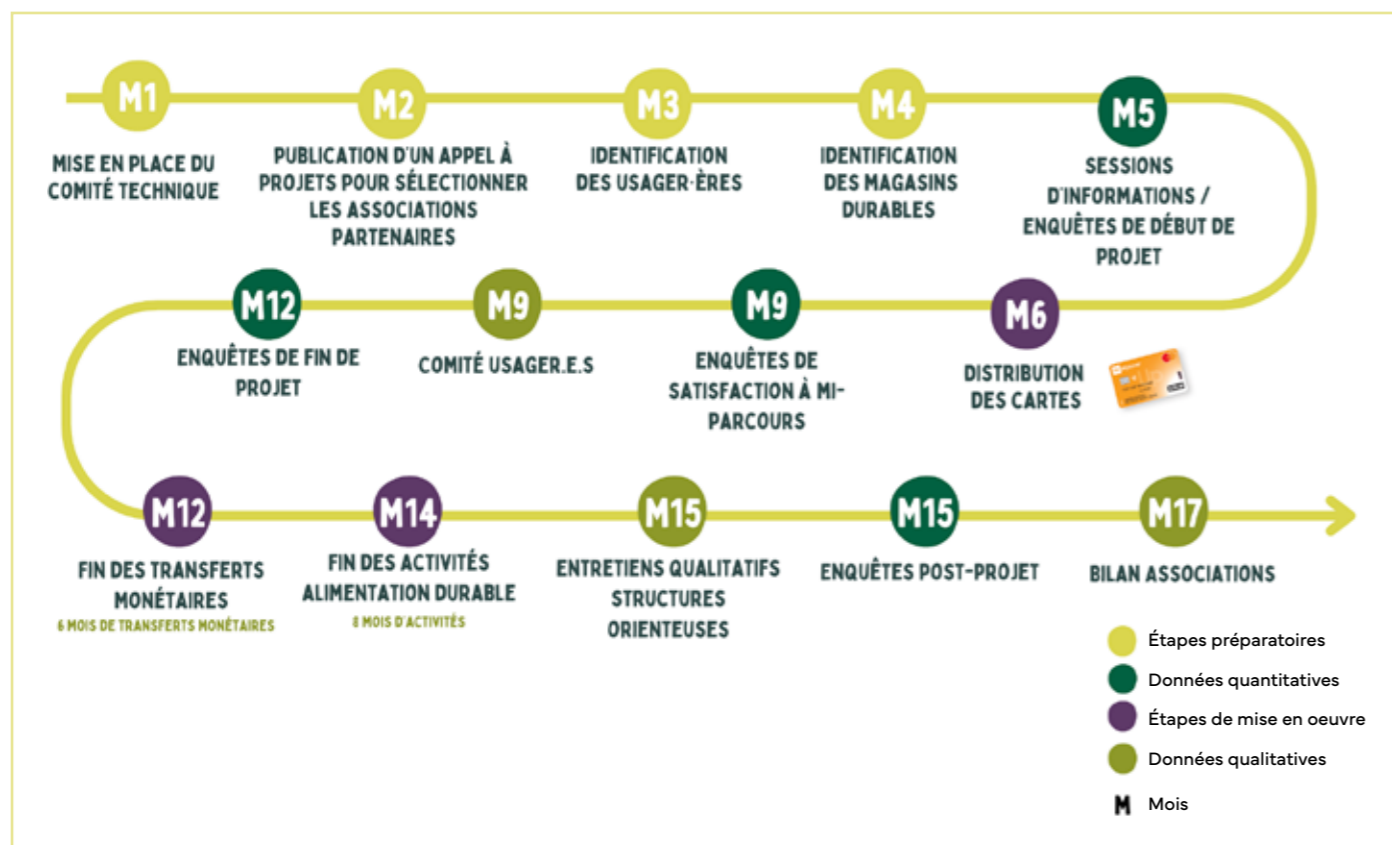 M1
MISE EN PLACE DU
COMITÉ TECHNIQUE
M2
PUBLICATION D'UN APPEL À
PROJETS POUR SÉLECTIONNER
LES ASSOCIATIONS
PARTENAIRES
M3
IDENTIFICATION
DES USAGER·ÈRES
M4
IDENTIFICATION
DES MAGASINS
DURABLES
M5
SESSIONS
D'INFORMATIONS /
ENQUÊTES DE DÉBUT DE
PROJET
M6
DISTRIBUTION
DES CARTES
M9
ENQUÊTES DE
SATISFACTION À MI-
PARCOURS
M9
COMITÉ USAGER.E.S
M12
ENQUÊTES DE FIN DE
PROJET
M12
FIN DES TRANSFERTS
MONÉTAIRES
6 MOIS DE TRANSFERTS MONÉTAIRES
M14
FIN DES ACTIVITÉS
ALIMENTATION DURABLE
8 MOIS D'ACTIVITÉS
M15
ENTRETIENS QUALITATIFS
STRUCTURES
ORIENTEUSES
M15
ENQUÊTES POST-PROJET
M17
BILAN ASSOCIATIONS
Étapes préparatoires
Données quantitatives
Étapes de mise en oeuvre
Données qualitatives
M Mois